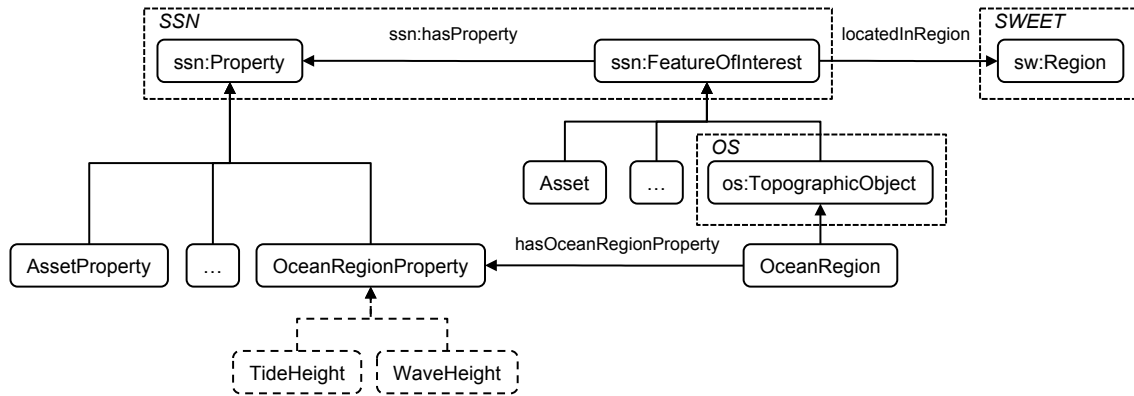 SSN
SWEET
ssn:hasProperty
locatedInRegion
ssn:Property
ssn:FeatureOfInterest
sw:Region
OS
Asset
…
os:TopographicObject
hasOceanRegionProperty
AssetProperty
…
OceanRegionProperty
OceanRegion
TideHeight
WaveHeight